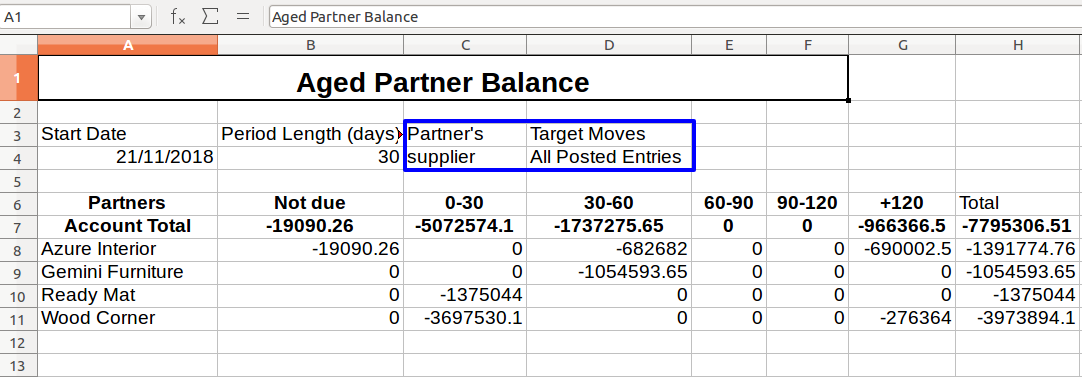 A1 fx Σ = Aged Partner Balance
A B C D E F G H
1 Aged Partner Balance
2
3 Start Date Period Length (days) Partner's Target Moves
4 21/11/2018 30 supplier All Posted Entries
5
6 Partners Not due 0-30 30-60 60-90 90-120 +120 Total
7 Account Total -19090.26 -5072574.1 -1737275.65 0 0 -966366.5 -7795306.51
8 Azure Interior -19090.26 0 -682682 0 0 -690002.5 -1391774.76
9 Gemini Furniture 0 0 -1054593.65 0 0 0 -1054593.65
10 Ready Mat 0 -1375044 0 0 0 0 -1375044
11 Wood Corner 0 -3697530.1 0 0 0 -276364 -3973894.1
12
13